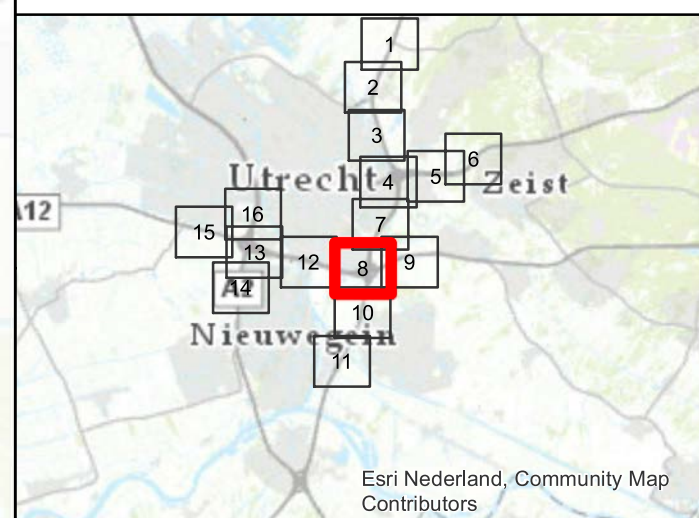 1
2
3
6
5
4
Utrecht
Zeist
A12
16
7
15
13
12
8
9
14
A2
10
Nieuwegein
11
Esri Nederland, Community Map
Contributors